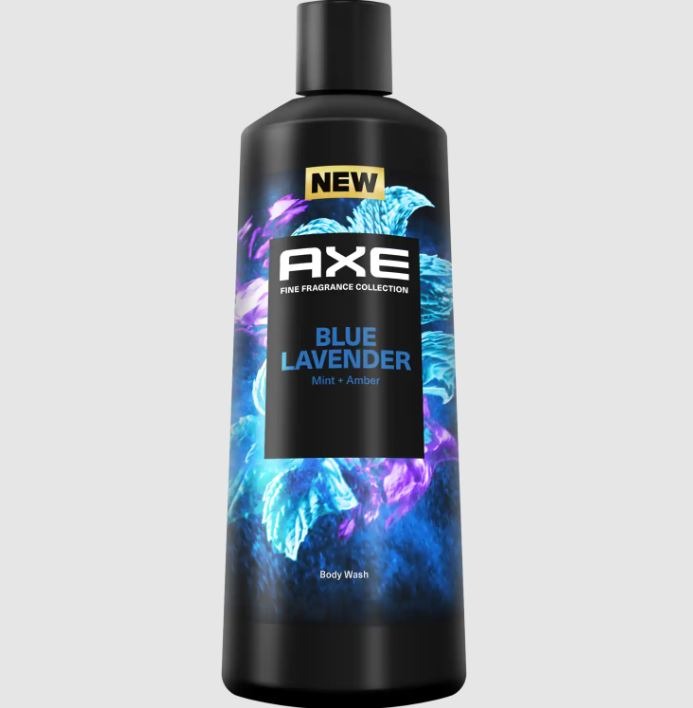 NEW
AXE
FINE FRAGRANCE COLLECTION
BLUE
LAVENDER
Mint + Amber
Body Wash